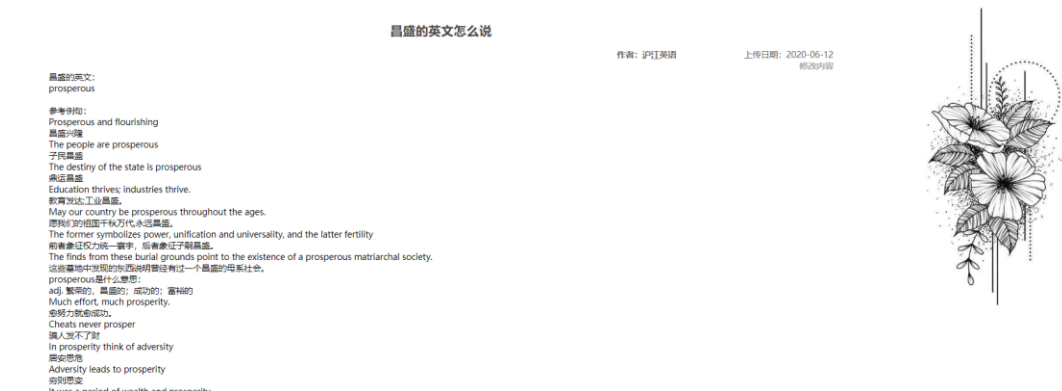 昌盛的英文怎么说
作者：沪江英语 上传日期：2020-06-12
修改内容
昌盛的英文：
prosperous
参考例句：
Prosperous and flourishing
昌盛兴隆
The people are prosperous
子民昌盛
The destiny of the state is prosperous
鼎运昌盛
Education thrives; industries thrive.
教育发达;工业昌盛。
May our country be prosperous throughout the ages.
愿我们的祖国千秋万代,永远昌盛。
The former symbolizes power, unification and universality, and the latter fertility
前者象征权力统一寰宇，后者象征子嗣昌盛。
The finds from these burial grounds point to the existence of a prosperous matriarchal society.
这些墓地中发现的东西说明曾经有过一个昌盛的母系社会。
prosperous是什么意思：
adj. 繁荣的，昌盛的；成功的；富裕的
Much effort, much prosperity.
愈努力就愈成功。
Cheats never prosper
骗人发不了财
In prosperity think of adversity
居安思危
Adversity leads to prosperity
穷则思变
It was a period of wealth and prosperity